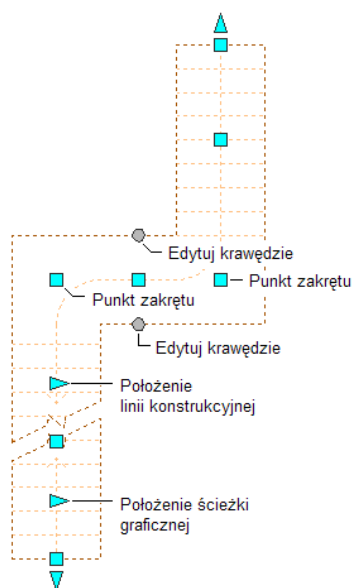 Edytuj krawędzie
Punkt zakrętu
Punkt zakrętu
Edytuj krawędzie
Położenie
linii konstrukcyjnej
Położenie ścieżki
graficznej